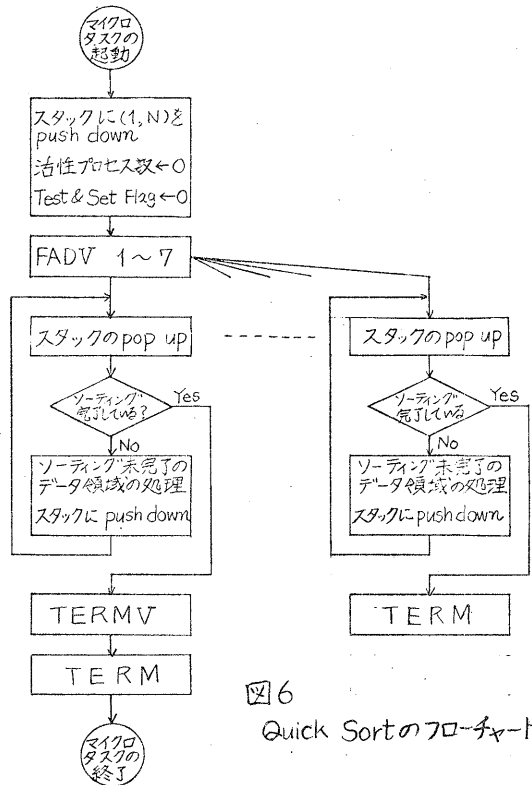 マイクロ
タスクの
起動
スタックに(1,N)を
push down
活性プロセス数←0
Test & Set Flag←0
FADV 1～7
スタックのpop up
ソーティング
完了している?
Yes
No
ソーティング未完了の
データ領域の処理
スタックに push down
TERMV
TERM
マイクロ
タスクの
終了
スタックのpop up
ソーティング
完了している
Yes
No
ソーティング未完了の
データ領域の処理
スタックにpush down
TERM
図6
Quick Sortのフローチャート